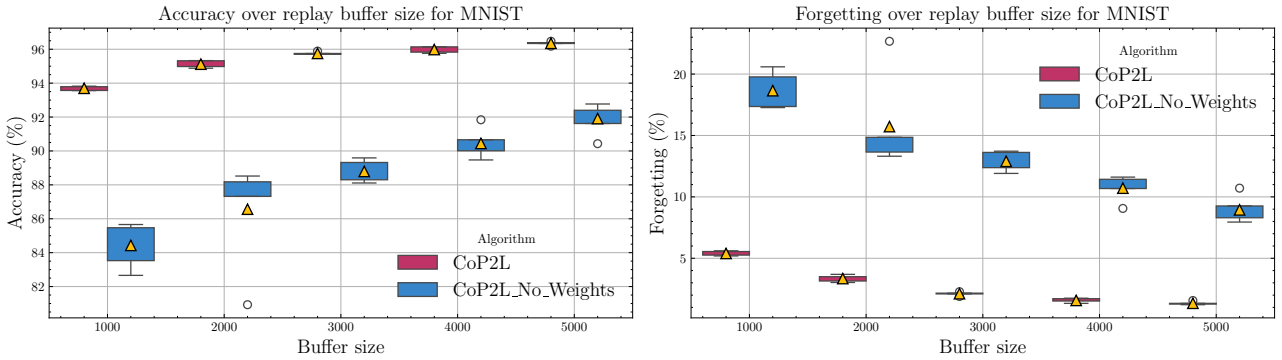 Accuracy over replay buffer size for MNIST
96
94
92
90
88
86
84
82
Accuracy (%)
Algorithm
CoP2L
CoP2L_No_Weights
1000
2000
3000
4000
5000
Buffer size
Forgetting over replay buffer size for MNIST
Algorithm
CoP2L
CoP2L_No_Weights
20
15
10
5
Forgetting (%)
1000
2000
3000
4000
5000
Buffer size